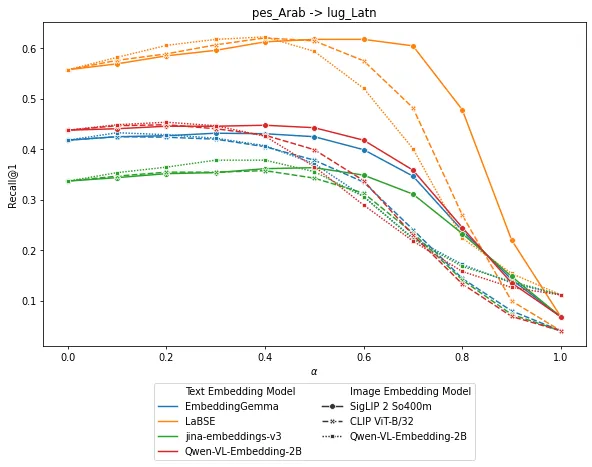 pes_Arab -> lug_Latn
Recall@1
0.6
0.5
0.4
0.3
0.2
0.1
0.0 0.2 0.4 0.6 0.8 1.0
α
Text Embedding Model Image Embedding Model
EmbeddingGemma SigLIP 2 So400m
LaBSE CLIP ViT-B/32
jina-embeddings-v3 Qwen-VL-Embedding-2B
Qwen-VL-Embedding-2B